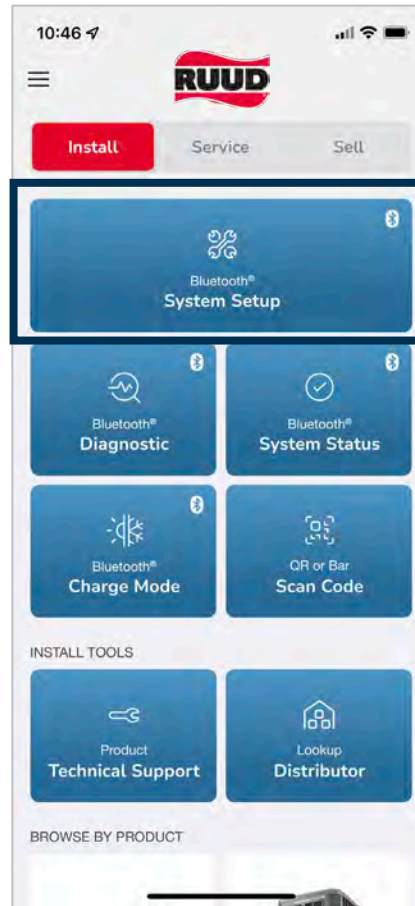 10:46
RUUD
Install Service Sell
Bluetooth®
System Setup
Bluetooth® Bluetooth®
Diagnostic System Status
Bluetooth® QR or Bar
Charge Mode Scan Code
INSTALL TOOLS
Product Lookup
Technical Support Distributor
BROWSE BY PRODUCT